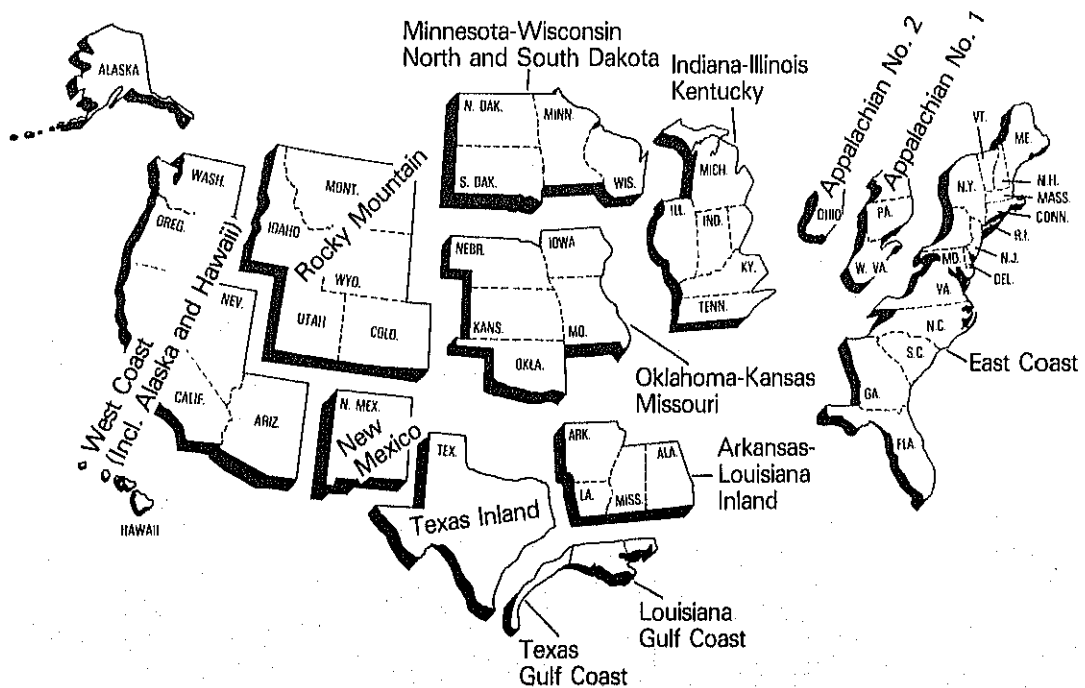 Minnesota-Wisconsin
North and South Dakota
Indiana-Illinois
Kentucky
Appalachian No. 2
Appalachian No. 1
ALASKA
WASH.
OREG.
NEV.
CALIF.
ARIZ.
West Coast
(Incl. Alaska and Hawaii)
HAWAII
MONT.
IDAHO
WYO.
UTAH
COLO.
Rocky Mountain
N. MEX.
New
Mexico
N. DAK.
MINN.
S. DAK.
WIS.
NEBR.
IOWA
KANS.
MO.
OKLA.
Oklahoma-Kansas
Missouri
MICH.
ILL.
IND.
KY.
TENN.
OHIO
PA.
W. VA.
VT.
ME.
N.Y.
N.H.
MASS.
CONN.
R.I.
N.J.
MD.
DEL.
VA.
N.C.
S.C.
East Coast
GA.
FLA.
TEX.
Texas Inland
ARK.
ALA.
LA.
MISS.
Arkansas-
Louisiana
Inland
Louisiana
Gulf Coast
Texas
Gulf Coast